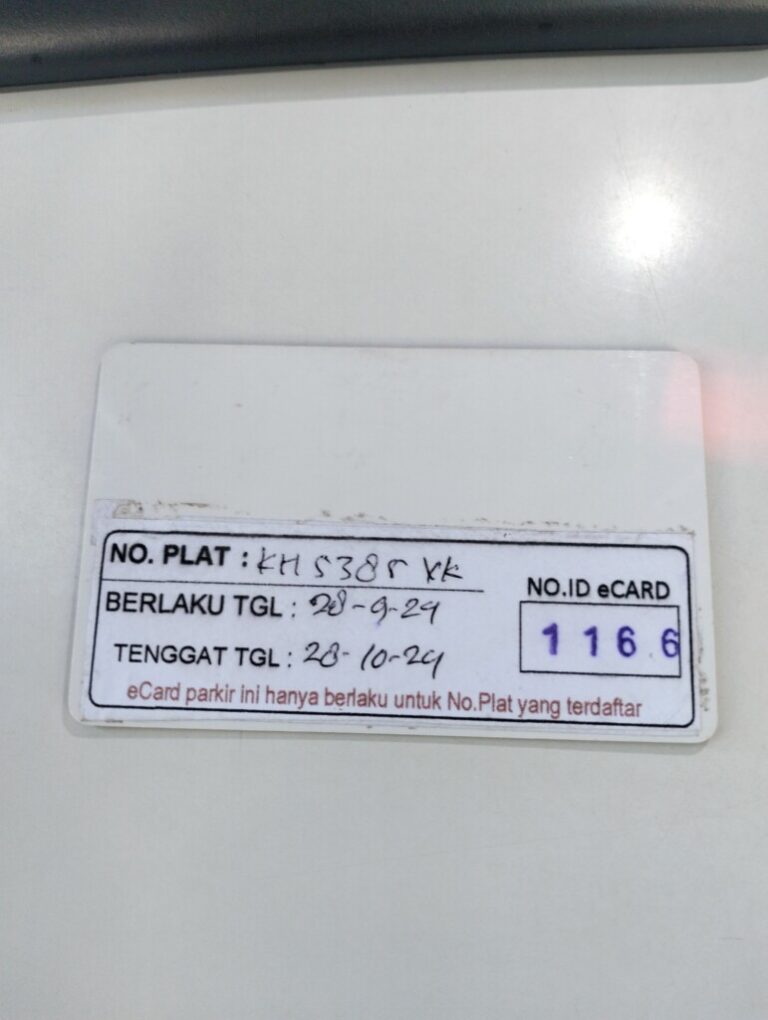 NO. PLAT : KH 5385 YK
BERLAKU TGL : 28-9-24
TENGGAT TGL : 28-10-24
NO.ID eCARD
1166
eCard parkir ini hanya berlaku untuk No.Plat yang terdaftar